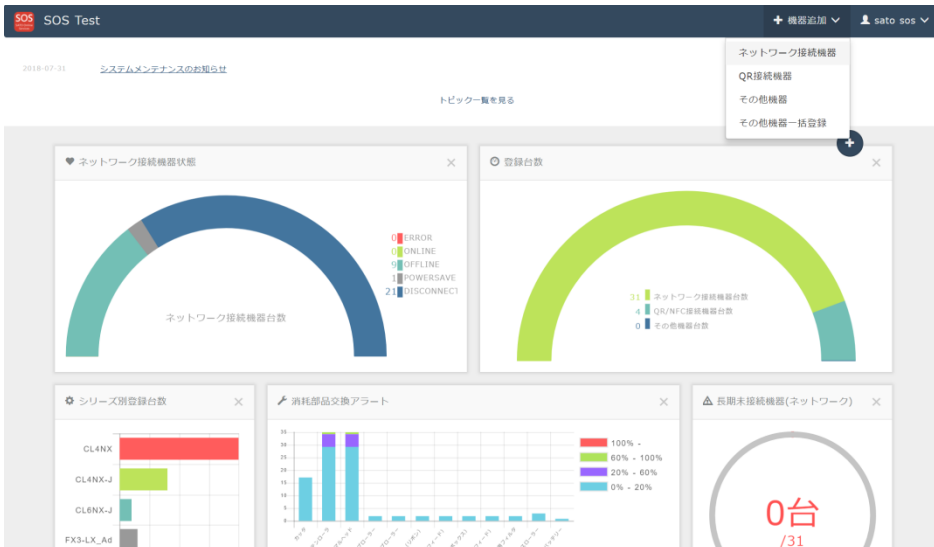 SOS
SOS Test
機器追加
sato sos
ネットワーク接続機器
QR接続機器
その他機器
その他機器一括登録
2018-07-31
システムメンテナンスのお知らせ
トピック一覧を見る
ネットワーク接続機器状態
0 ERROR
0 ONLINE
9 OFFLINE
1 POWERSAVE
21 DISCONNECT
ネットワーク接続機器台数
登録台数
31 ネットワーク接続機器台数
4 QR/NFC接続機器台数
0 その他機器台数
シリーズ別登録台数
CL4NX
CL4NX-J
CL6NX-J
FX3-LX_Ad
消耗部品交換アラート
35
30
25
20
15
10
5
0
カッタ
100% -
60% - 100%
20% - 60%
0% - 20%
長期未接続機器(ネットワーク)
0台
/31